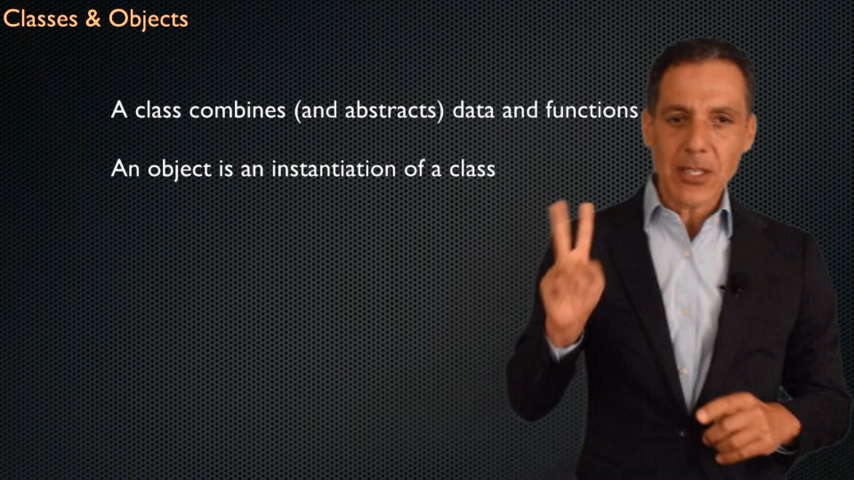 Classes & Objects
A class combines (and abstracts) data and functions
An object is an instantiation of a class